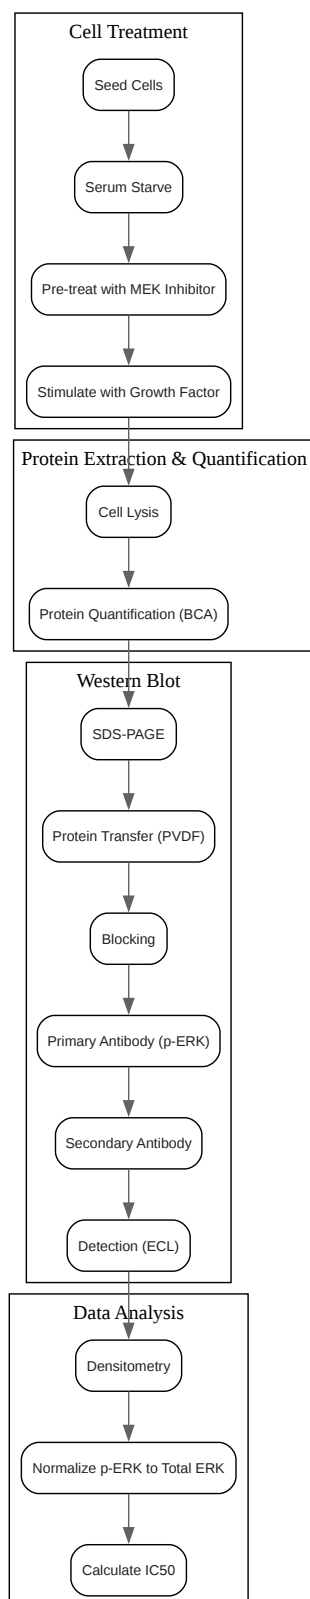 Cell Treatment
Seed Cells
Serum Starve
Pre-treat with MEK Inhibitor
Stimulate with Growth Factor
Protein Extraction & Quantification
Cell Lysis
Protein Quantification (BCA)
Western Blot
SDS-PAGE
Protein Transfer (PVDF)
Blocking
Primary Antibody (p-ERK)
Secondary Antibody
Detection (ECL)
Data Analysis
Densitometry
Normalize p-ERK to Total ERK
Calculate IC50